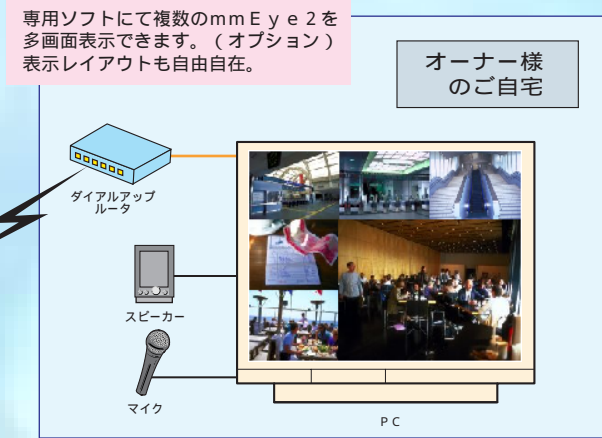 専用ソフトにて複数のmmEye2を
多画面表示できます。(オプション)
表示レイアウトも自由自在。
オーナー様
のご自宅
ダイアルアップ
ルータ
スピーカー
マイク
PC